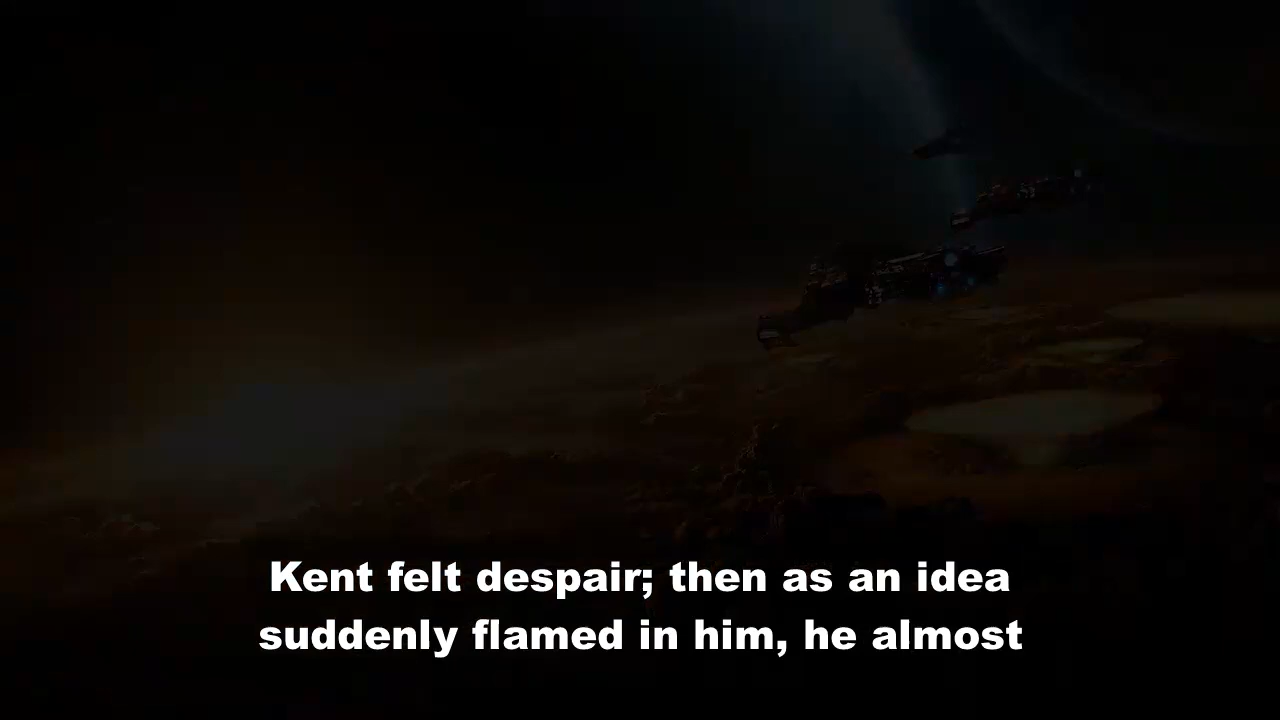 Kent felt despair; then as an idea
suddenly flamed in him, he almost